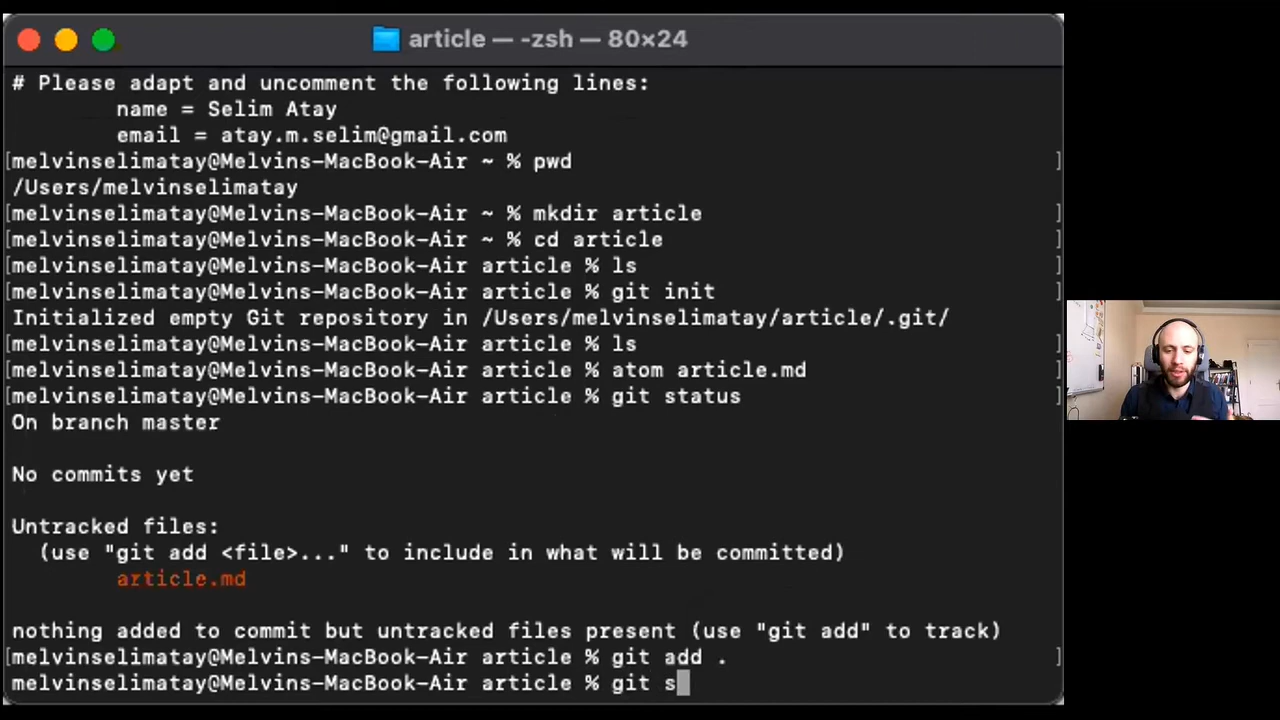 article — -zsh — 80×24
# Please adapt and uncomment the following lines:
name = Selim Atay
email = atay.m.selim@gmail.com
[melvinselimatay@Melvins-MacBook-Air ~ % pwd ]
/Users/melvinselimatay
[melvinselimatay@Melvins-MacBook-Air ~ % mkdir article ]
[melvinselimatay@Melvins-MacBook-Air ~ % cd article ]
[melvinselimatay@Melvins-MacBook-Air article % ls ]
[melvinselimatay@Melvins-MacBook-Air article % git init ]
Initialized empty Git repository in /Users/melvinselimatay/article/.git/
[melvinselimatay@Melvins-MacBook-Air article % ls ]
[melvinselimatay@Melvins-MacBook-Air article % atom article.md ]
[melvinselimatay@Melvins-MacBook-Air article % git status ]
On branch master
No commits yet
Untracked files:
(use "git add <file>..." to include in what will be committed)
article.md
nothing added to commit but untracked files present (use "git add" to track)
[melvinselimatay@Melvins-MacBook-Air article % git add . ]
melvinselimatay@Melvins-MacBook-Air article % git s